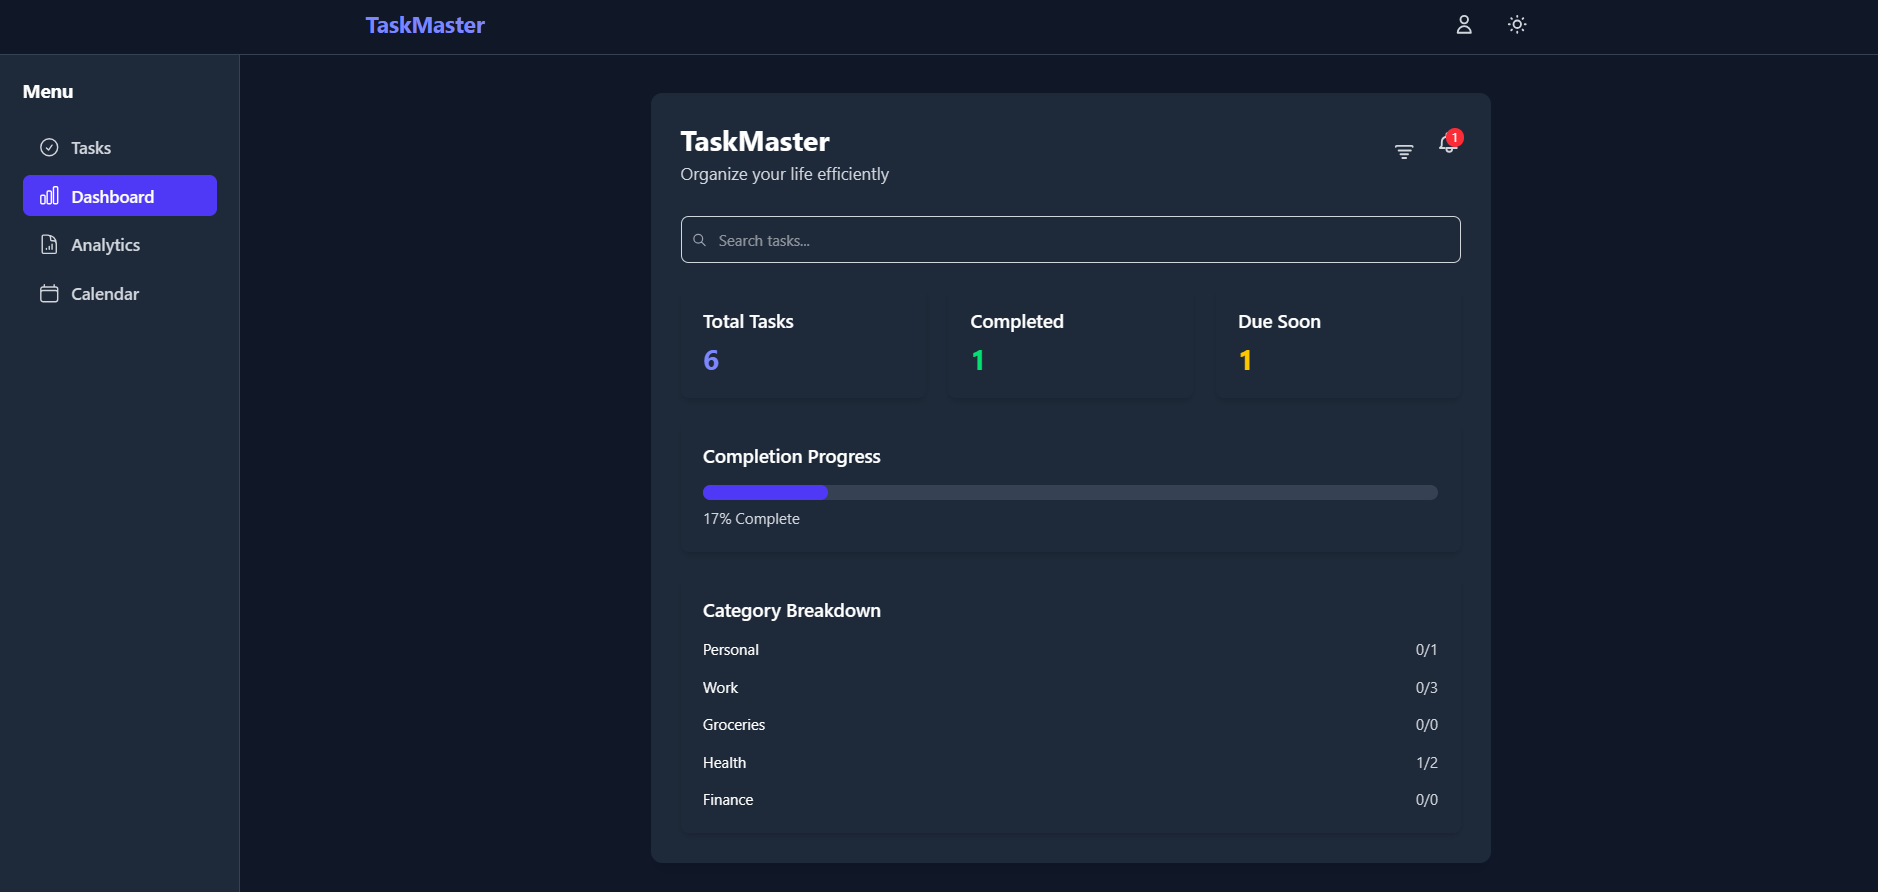 TaskMaster
Menu
Tasks
Dashboard
Analytics
Calendar
TaskMaster
1
Organize your life efficiently
Search tasks...
Total Tasks
6
Completed
1
Due Soon
1
Completion Progress
17% Complete
Category Breakdown
Personal 0/1
Work 0/3
Groceries 0/0
Health 1/2
Finance 0/0